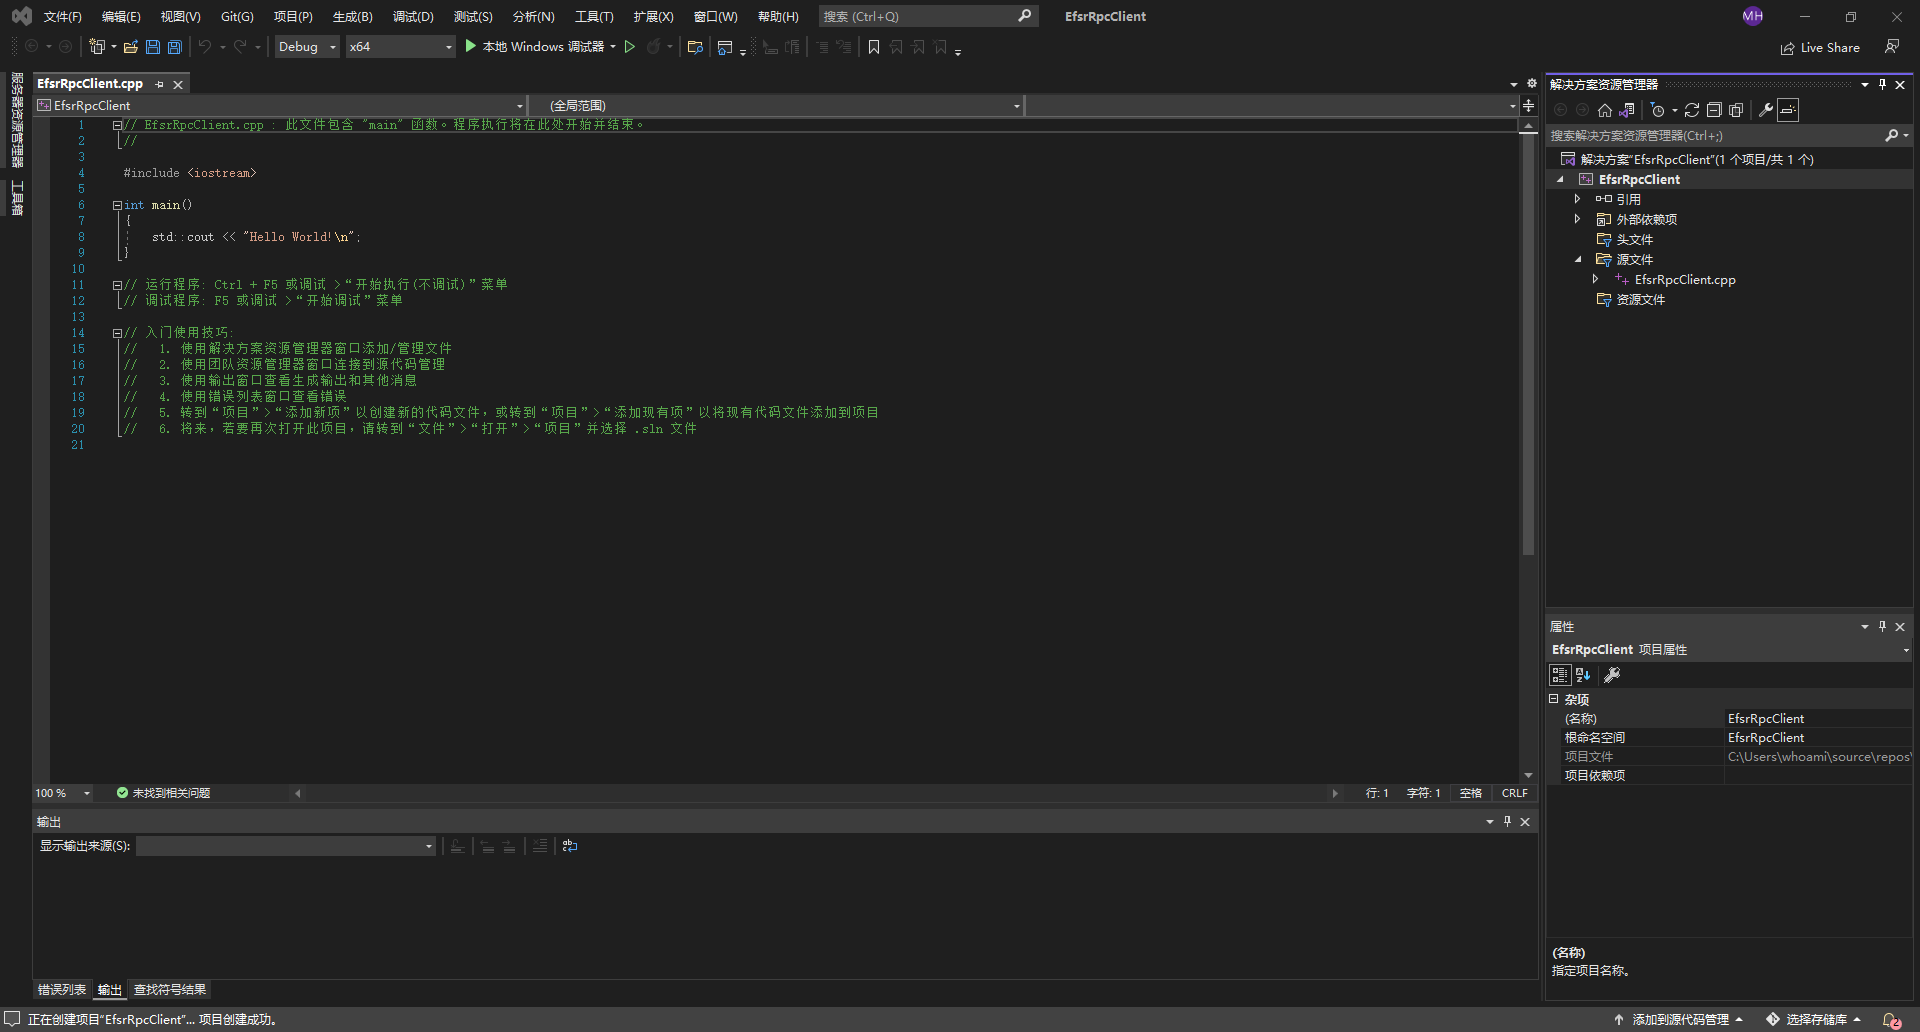 文件(F) 编辑(E) 视图(V) Git(G) 项目(P) 生成(B) 调试(D) 测试(S) 分析(N) 工具(T) 扩展(X) 窗口(W) 帮助(H) 搜索 (Ctrl+Q) EfsrRpcClient MH
Debug x64 本地 Windows 调试器 Live Share
服务器资源管理器
工具箱
EfsrRpcClient.cpp
EfsrRpcClient (全局范围)
1 // EfsrRpcClient.cpp : 此文件包含 "main" 函数。程序执行将在此处开始并结束。
2 //
3
4 #include <iostream>
5
6 int main()
7 {
8 std::cout << "Hello World!\n";
9 }
10
11 // 运行程序: Ctrl + F5 或调试 >“开始执行(不调试)”菜单
12 // 调试程序: F5 或调试 >“开始调试”菜单
13
14 // 入门使用技巧:
15 // 1. 使用解决方案资源管理器窗口添加/管理文件
16 // 2. 使用团队资源管理器窗口连接到源代码管理
17 // 3. 使用输出窗口查看生成输出和其他消息
18 // 4. 使用错误列表窗口查看错误
19 // 5. 转到“项目”>“添加新项”以创建新的代码文件，或转到“项目”>“添加现有项”以将现有代码文件添加到项目
20 // 6. 将来，若要再次打开此项目，请转到“文件”>“打开”>“项目”并选择 .sln 文件
21
100 % 未找到相关问题 行: 1 字符: 1 空格 CRLF
输出
显示输出来源(S):
错误列表 输出 查找符号结果
解决方案资源管理器
搜索解决方案资源管理器(Ctrl+;)
解决方案"EfsrRpcClient"(1 个项目/共 1 个)
EfsrRpcClient
引用
外部依赖项
头文件
源文件
EfsrRpcClient.cpp
资源文件
属性
EfsrRpcClient 项目属性
杂项
(名称) EfsrRpcClient
根命名空间 EfsrRpcClient
项目文件 C:\Users\whoami\source\repos\
项目依赖项
(名称)
指定项目名称。
正在创建项目"EfsrRpcClient"... 项目创建成功。 添加到源代码管理 选择存储库 2